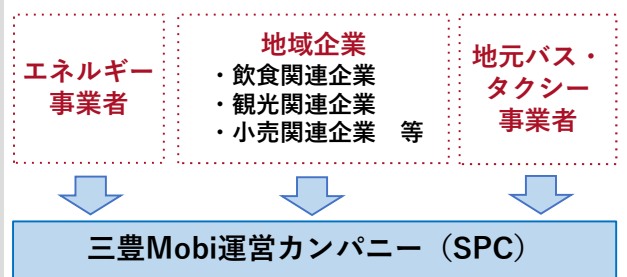 エネルギー
事業者
地域企業
・飲食関連企業
・観光関連企業
・小売関連企業　等
地元バス・
タクシー
事業者
三豊Mobi運営カンパニー（SPC）